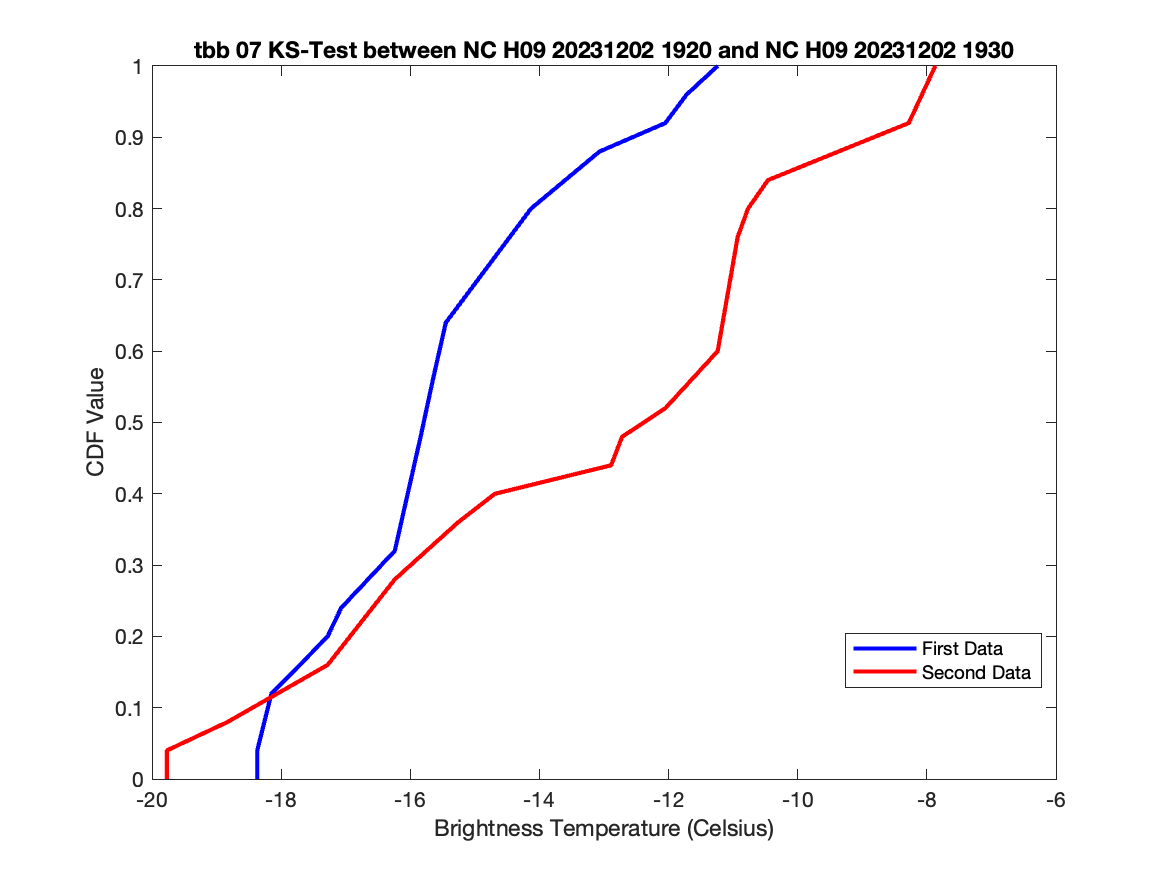 tbb 07 KS-Test between NC H09 20231202 1920 and NC H09 20231202 1930
1
0.9
0.8
0.7
0.6
0.5
0.4
0.3
0.2
0.1
0
CDF Value
First Data
Second Data
-20 -18 -16 -14 -12 -10 -8 -6
Brightness Temperature (Celsius)